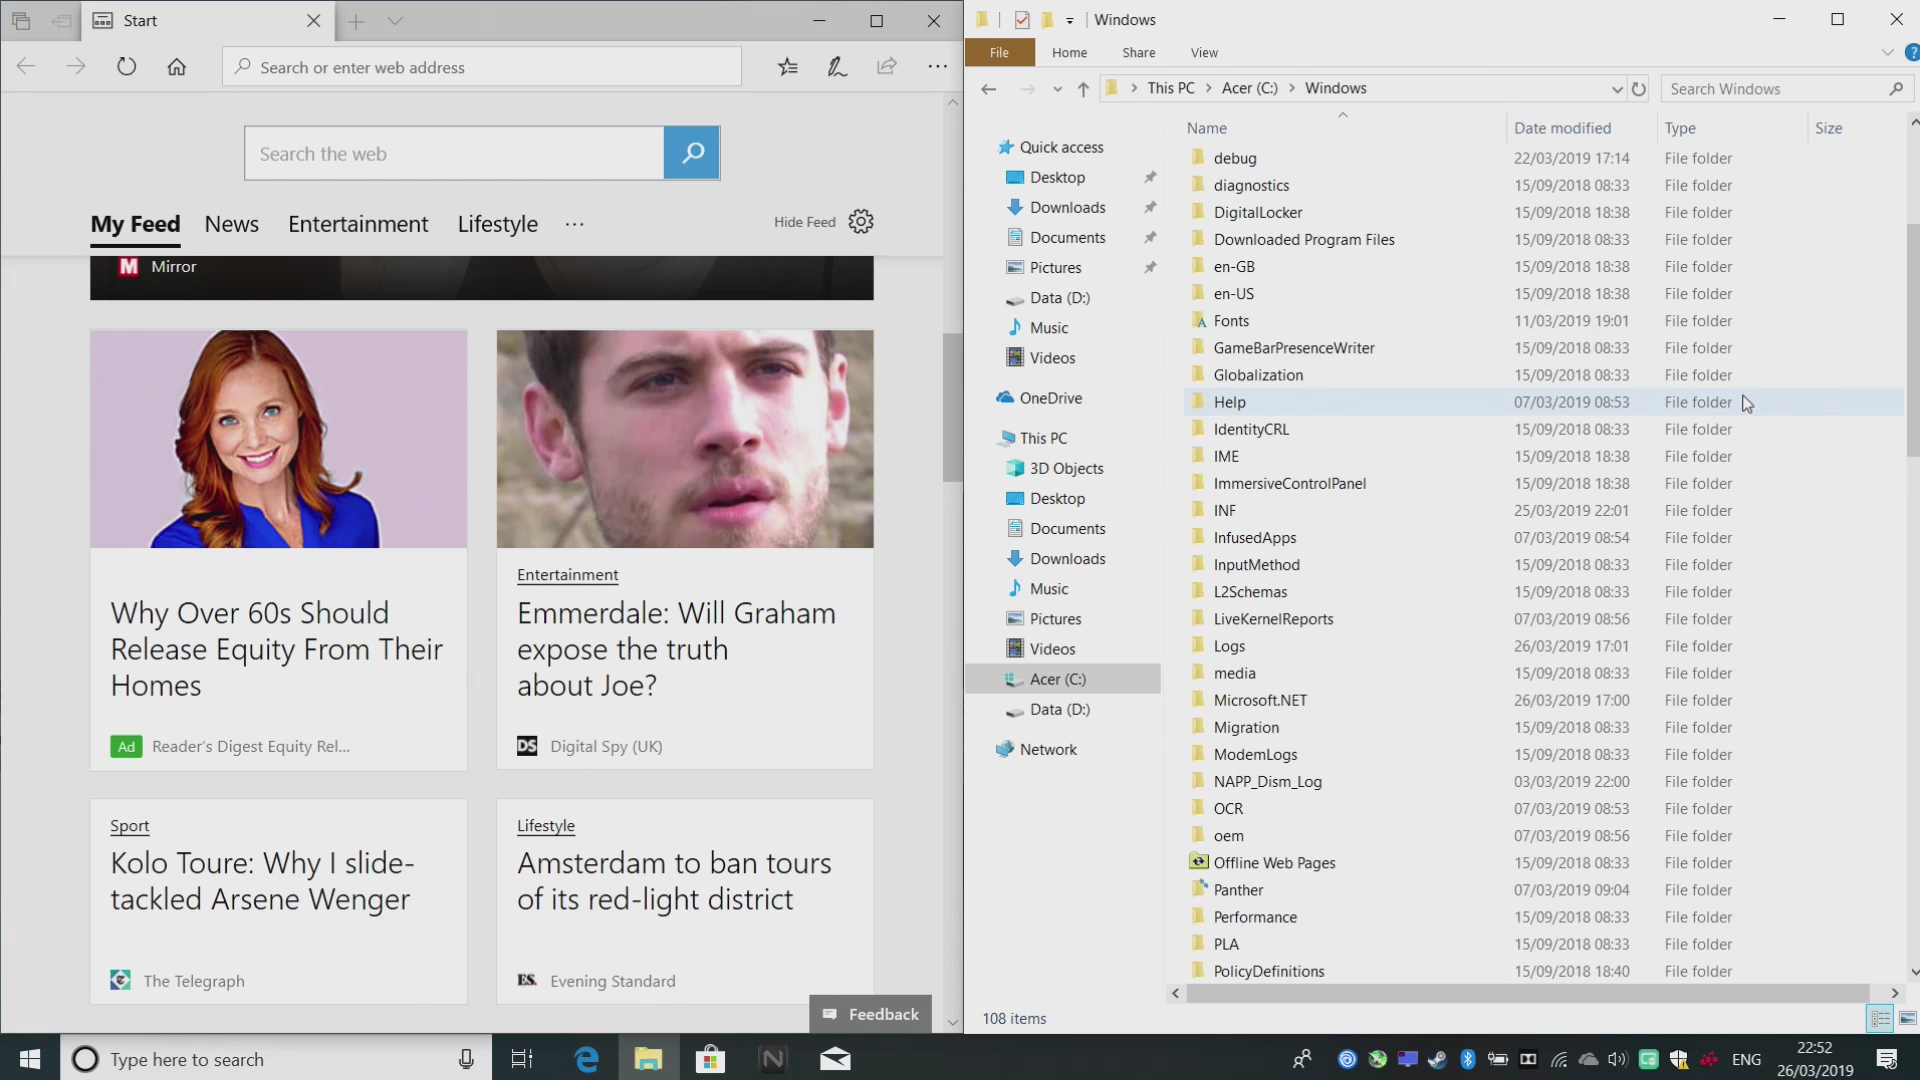 Start
Search or enter web address
Search the web
My Feed
News
Entertainment
Lifestyle
Hide Feed
M
Mirror
Why Over 60s Should
Release Equity From Their
Homes
Ad
Reader's Digest Equity Rel...
Entertainment
Emmerdale: Will Graham
expose the truth
about Joe?
DS
Digital Spy (UK)
Sport
Kolo Toure: Why I slide-
tackled Arsene Wenger
The Telegraph
Lifestyle
Amsterdam to ban tours
of its red-light district
ES.
Evening Standard
Feedback
Windows
File
Home
Share
View
?
This PC
Acer (C:)
Windows
Search Windows
Quick access
Desktop
Downloads
Documents
Pictures
Data (D:)
Music
Videos
OneDrive
This PC
3D Objects
Desktop
Documents
Downloads
Music
Pictures
Videos
Acer (C:)
Data (D:)
Network
Name Date modified Type Size
debug 22/03/2019 17:14 File folder
diagnostics 15/09/2018 08:33 File folder
DigitalLocker 15/09/2018 18:38 File folder
Downloaded Program Files 15/09/2018 08:33 File folder
en-GB 15/09/2018 18:38 File folder
en-US 15/09/2018 18:38 File folder
Fonts 11/03/2019 19:01 File folder
GameBarPresenceWriter 15/09/2018 08:33 File folder
Globalization 15/09/2018 08:33 File folder
Help 07/03/2019 08:53 File folder
IdentityCRL 15/09/2018 08:33 File folder
IME 15/09/2018 18:38 File folder
ImmersiveControlPanel 15/09/2018 18:38 File folder
INF 25/03/2019 22:01 File folder
InfusedApps 07/03/2019 08:54 File folder
InputMethod 15/09/2018 08:33 File folder
L2Schemas 15/09/2018 08:33 File folder
LiveKernelReports 07/03/2019 08:56 File folder
Logs 26/03/2019 17:01 File folder
media 15/09/2018 08:33 File folder
Microsoft.NET 26/03/2019 17:00 File folder
Migration 15/09/2018 08:33 File folder
ModemLogs 15/09/2018 08:33 File folder
NAPP_Dism_Log 03/03/2019 22:00 File folder
OCR 07/03/2019 08:53 File folder
oem 07/03/2019 08:56 File folder
Offline Web Pages 15/09/2018 08:33 File folder
Panther 07/03/2019 09:04 File folder
Performance 15/09/2018 08:33 File folder
PLA 15/09/2018 08:33 File folder
PolicyDefinitions 15/09/2018 18:40 File folder
108 items
Type here to search
ENG
22:52
26/03/2019